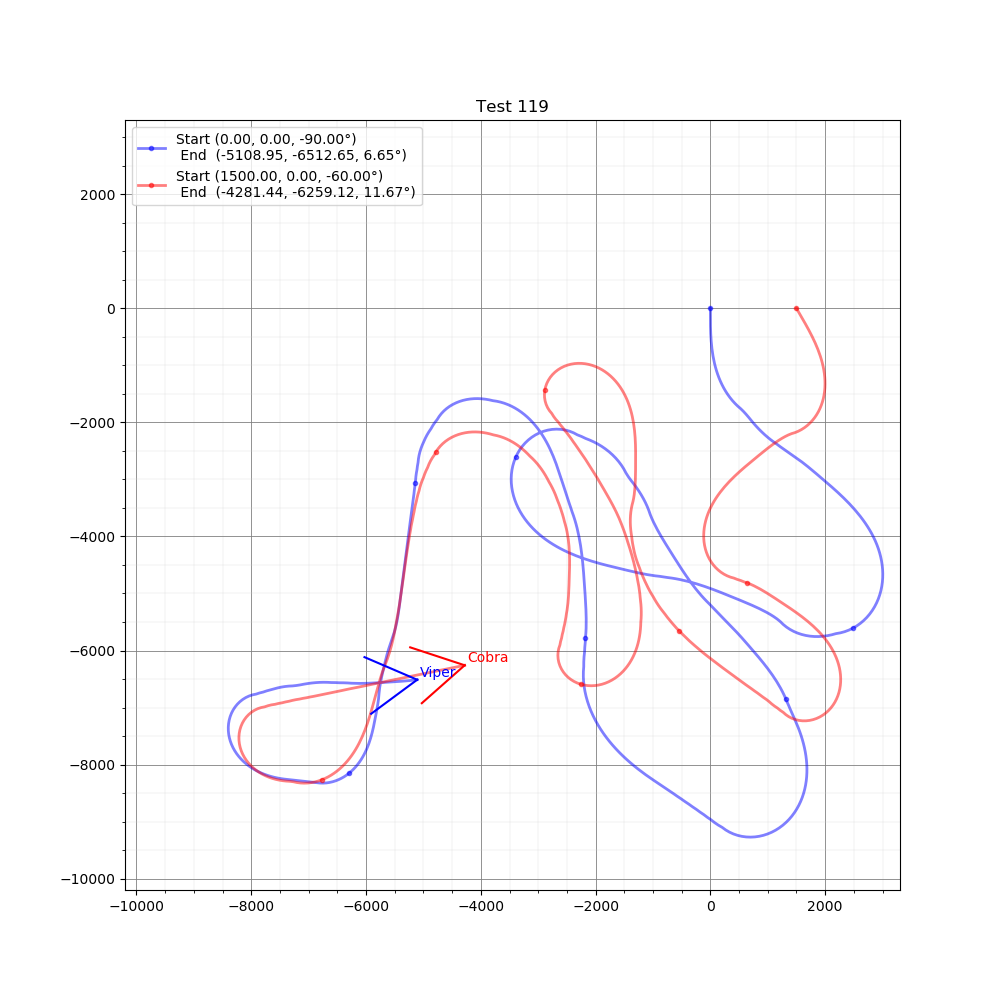 Test 119
Start (0.00, 0.00, -90.00°)
End  (-5108.95, -6512.65, 6.65°)
Start (1500.00, 0.00, -60.00°)
End  (-4281.44, -6259.12, 11.67°)
2000
0
−2000
−4000
−6000
−8000
−10000
Cobra
Viper
−10000 −8000 −6000 −4000 −2000 0 2000